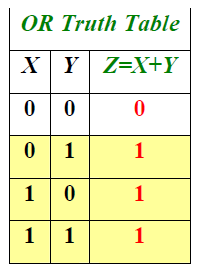 OR Truth Table
X Y Z=X+Y
0 0 0
0 1 1
1 0 1
1 1 1